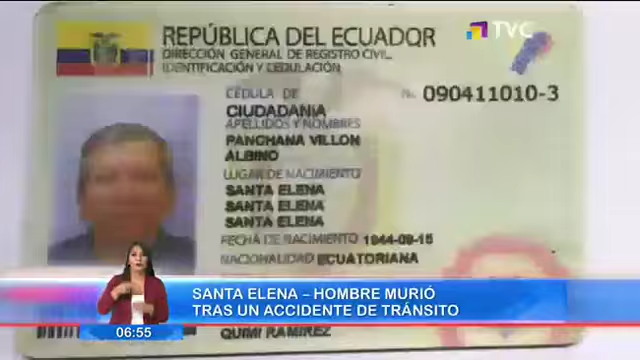 REPÚBLICA DEL ECUADOR
TVC
DIRECCIÓN GENERAL DE REGISTRO CIVIL,
IDENTIFICACIÓN Y CEDULACIÓN
CÉDULA DE
No. 090411010-3
CIUDADANIA
APELLIDOS Y NOMBRES
PANCHANA VILLON
ALBINO
LUGAR DE NACIMIENTO
SANTA ELENA
SANTA ELENA
SANTA ELENA
FECHA DE NACIMIENTO 1944-09-15
NACIONALIDAD ECUATORIANA
SANTA ELENA – HOMBRE MURIÓ
TRAS UN ACCIDENTE DE TRÁNSITO
06:55
QUIMI RAMIREZ